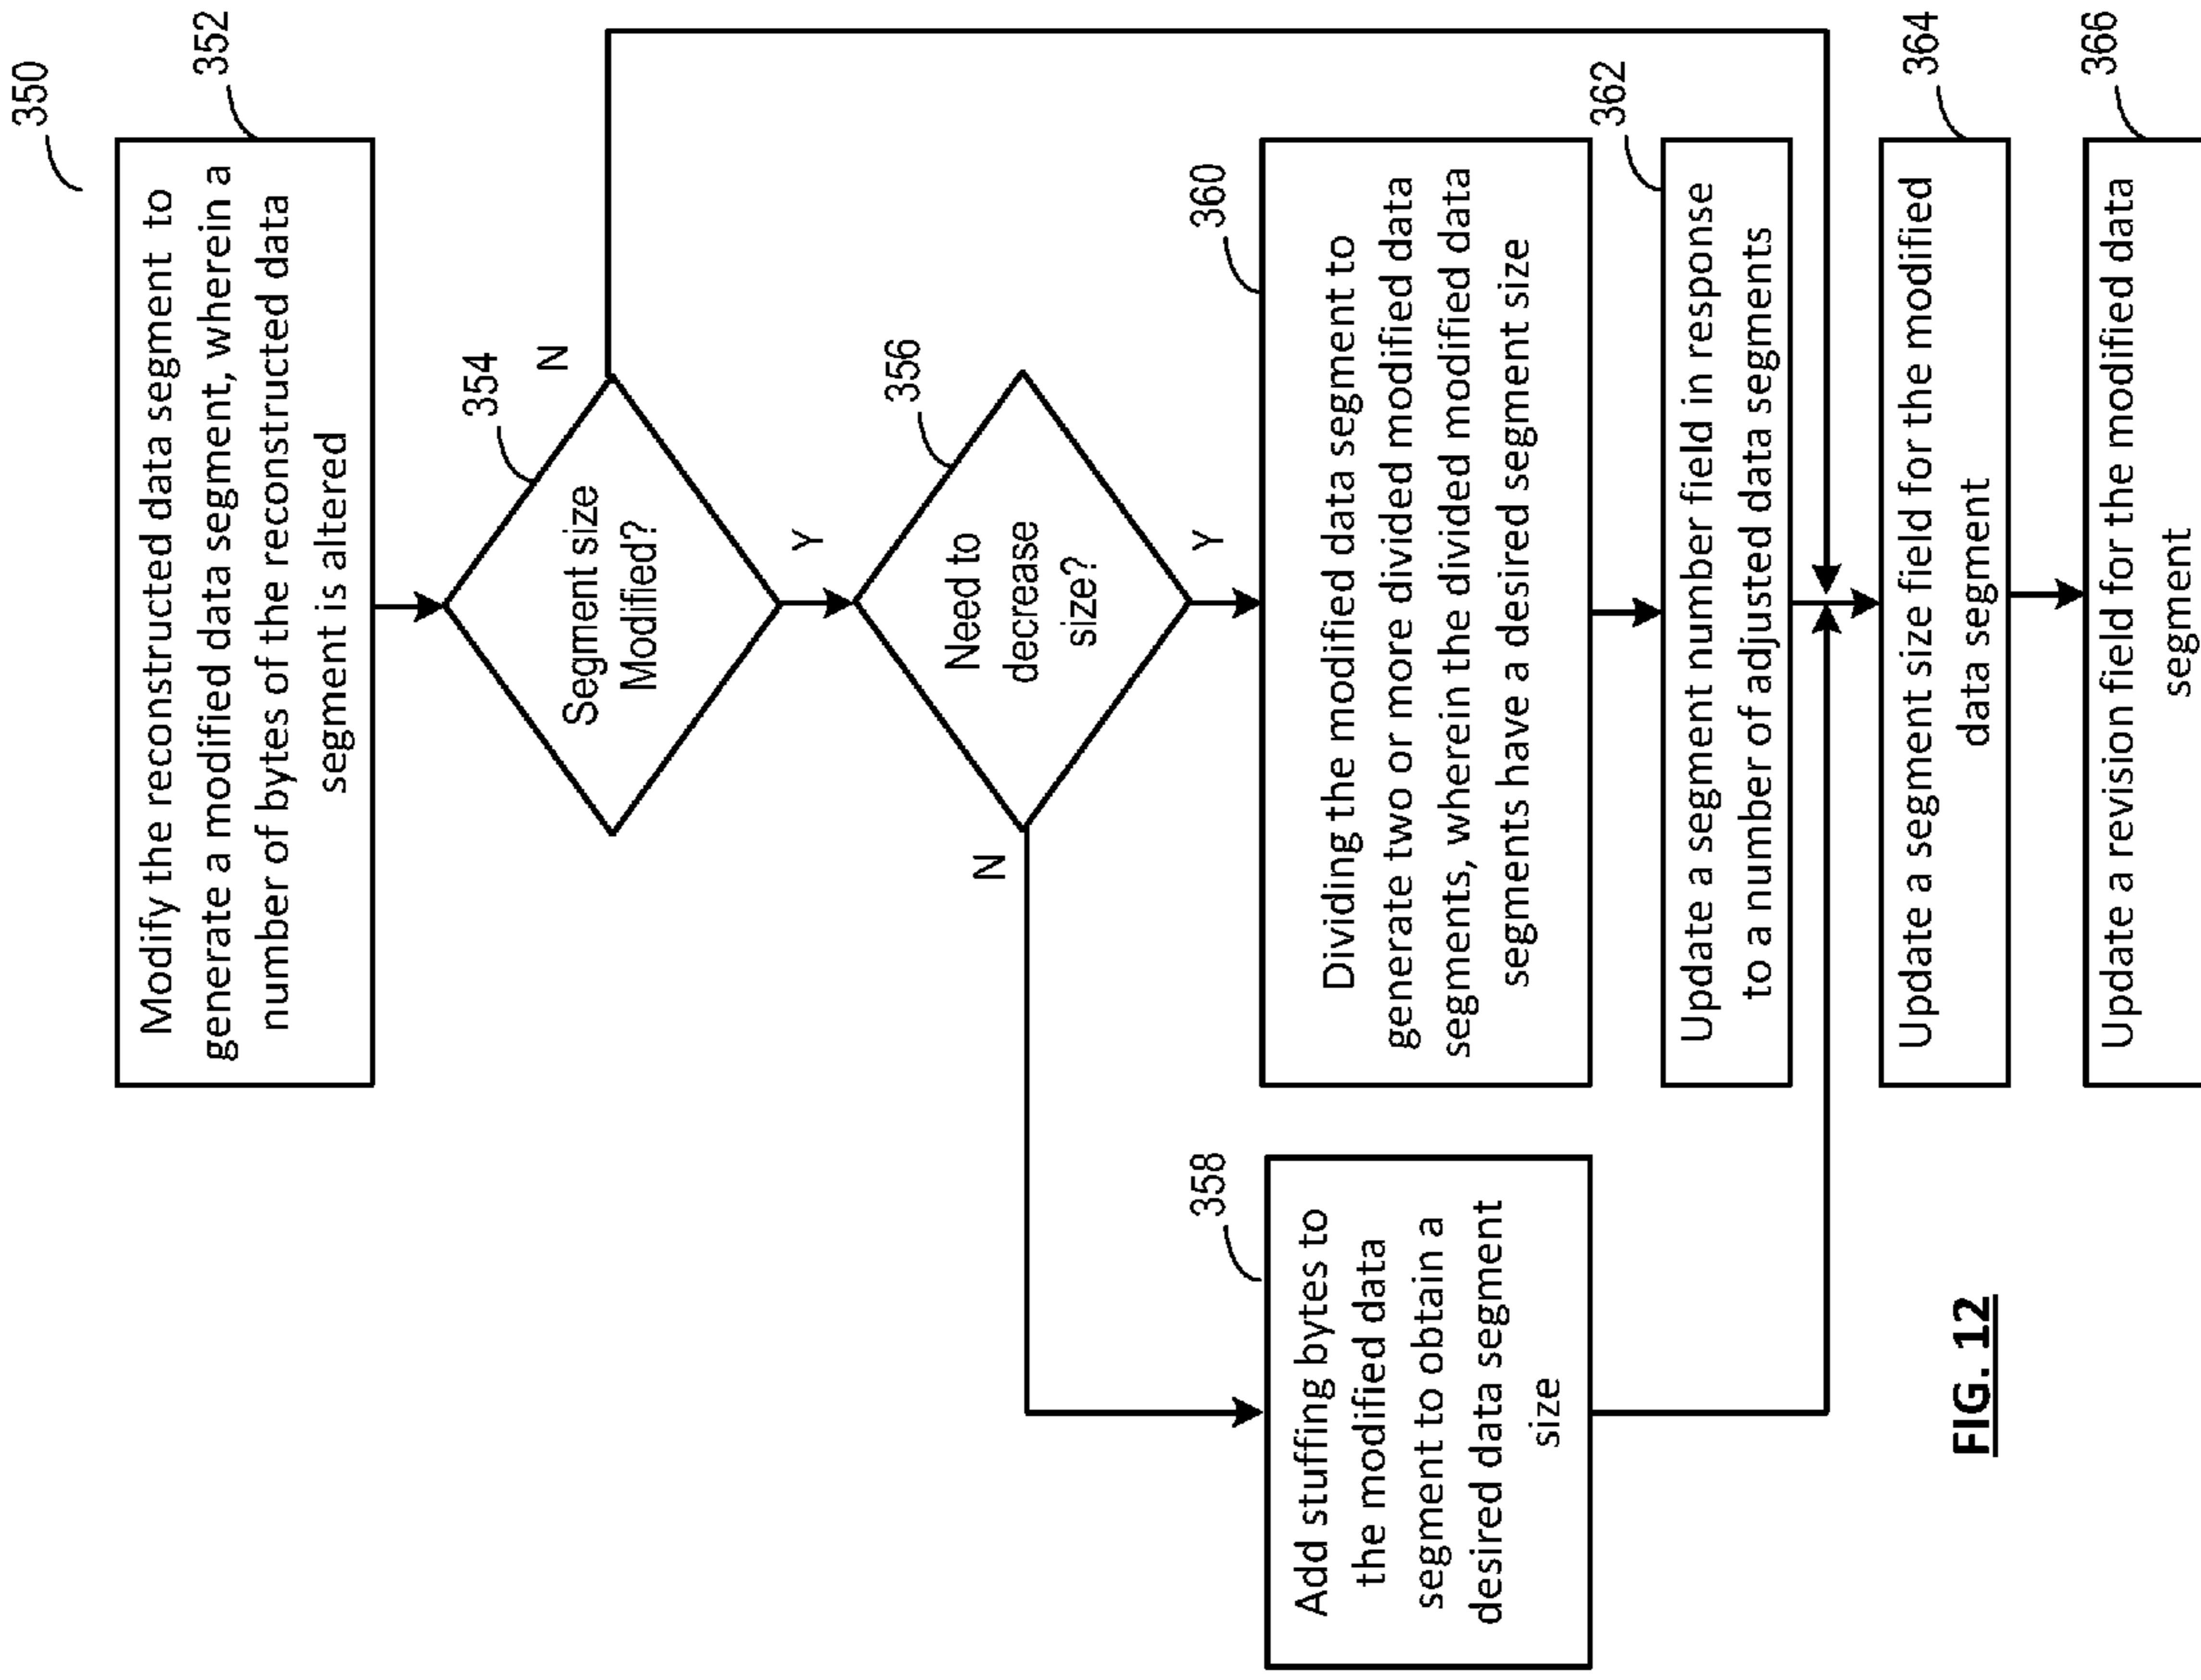 350
352
Modify the reconstructed data segment to
generate a modified data segment, wherein a
number of bytes of the reconstructed data
segment is altered
354
Segment size
Modified?
N
Y
356
Need to
decrease
size?
N
Y
358
Add stuffing bytes to
the modified data
segment to obtain a
desired data segment
size
360
Dividing the modified data segment to
generate two or more divided modified data
segments, wherein the divided modified data
segments have a desired segment size
362
Update a segment number field in response
to a number of adjusted data segments
364
Update a segment size field for the modified
data segment
366
Update a revision field for the modified data
segment
FIG. 12